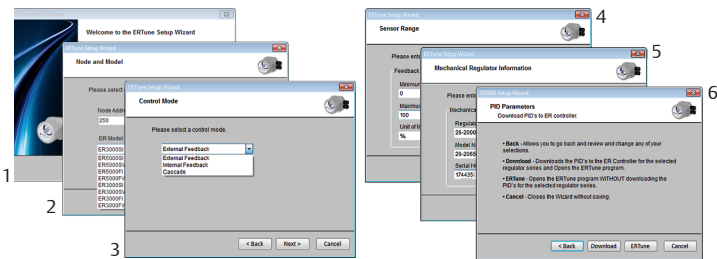 ERTune Setup Wizard
Welcome to the ERTune Setup Wizard
1
ERTune Setup Wizard
Node and Model
Please select
Node Addre
250
ER Model
ER3000SI
ER5000SI
ER5000SV
ER5000FI
ER5000FV
ER3000SI
ER3000SV
ER3000FI
ER3000FV
2
ERTune Setup Wizard
Control Mode
Please select a control mode.
External Feedback
External Feedback
Internal Feedback
Cascade
< Back Next > Cancel
3
ERTune Setup Wizard
Sensor Range
Please ente
Feedback
Minimum
0
Maximu
100
Unit of M
%
4
ERTune Setup Wizard
Mechanical Regulator Information
Please ente
Mechanica
Regulato
26-2000
Model N
26-2065
Serial N
174435
5
ER5000 Setup Wizard
PID Parameters
Download PID's to ER controller.
• Back - Allows you to go back and review and change any of your
selections.
• Download - Downloads the PID's to the ER Controller for the selected
regulator series and Opens the ERTune program.
• ERTune - Opens the ERTune program WITHOUT downloading the
PID's for the selected regulator series.
• Cancel - Closes the Wizard without saving.
< Back Download ERTune Cancel
6